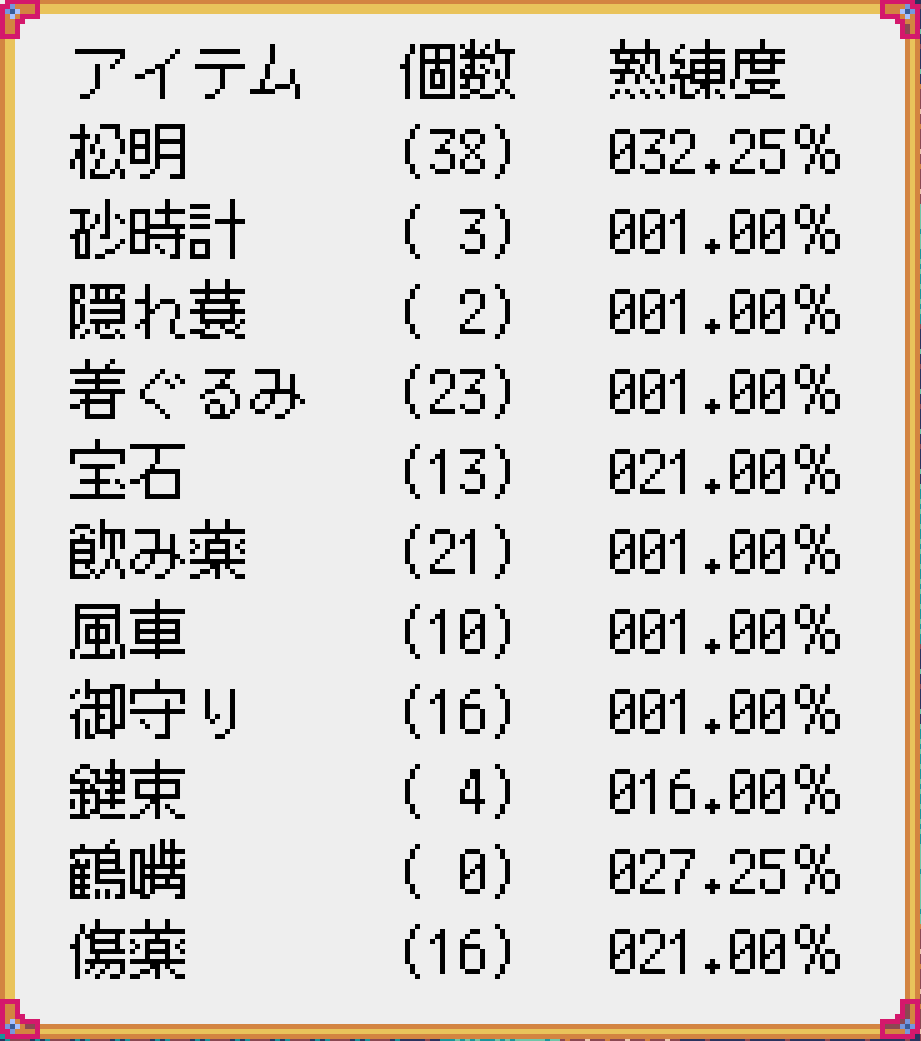 アイテム 個数 熟練度
松明 (38) 032.25%
砂時計 ( 3) 001.00%
隠れ蓑 ( 2) 001.00%
着ぐるみ (23) 001.00%
宝石 (13) 021.00%
飲み薬 (21) 001.00%
風車 (10) 001.00%
御守り (16) 001.00%
鍵束 ( 4) 016.00%
鶴嘴 ( 0) 027.25%
傷薬 (16) 021.00%